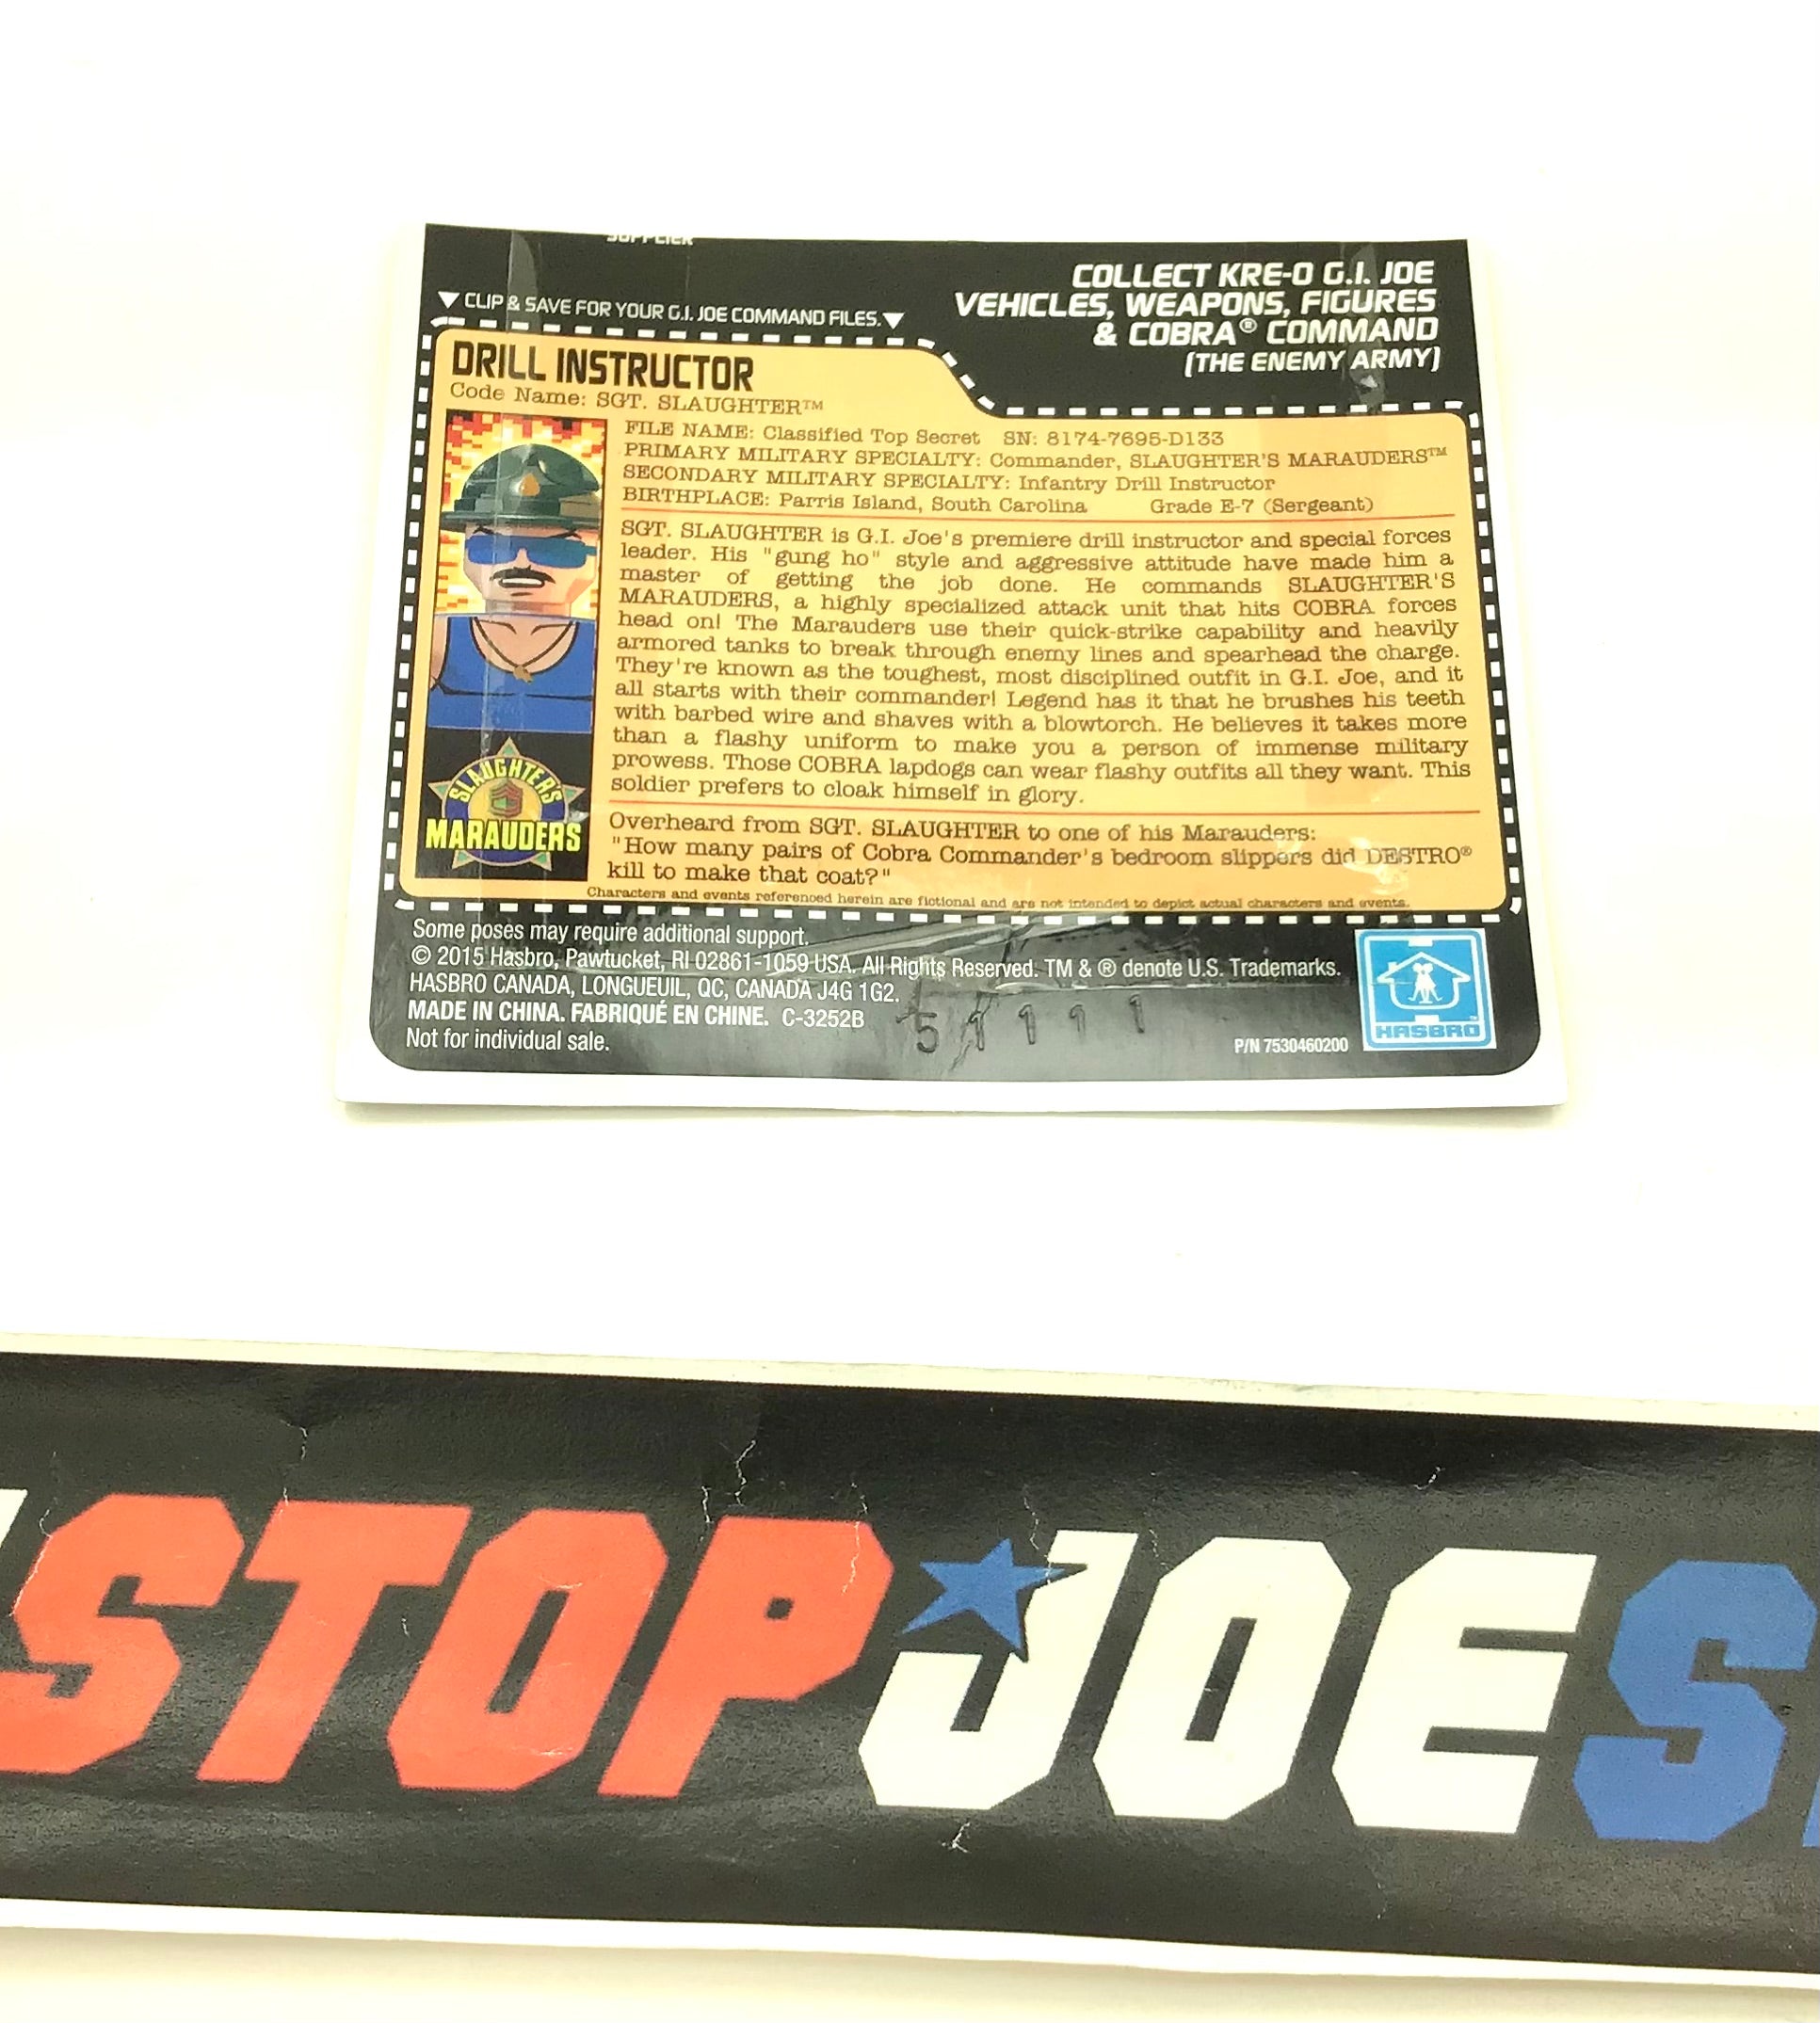 SUPPLIER
▼ CLIP & SAVE FOR YOUR G.I. JOE COMMAND FILES. ▼
COLLECT KRE-O G.I. JOE
VEHICLES, WEAPONS, FIGURES
& COBRA® COMMAND
(THE ENEMY ARMY)
DRILL INSTRUCTOR
Code Name: SGT. SLAUGHTER™
FILE NAME: Classified Top Secret SN: 8174-7695-D133
PRIMARY MILITARY SPECIALTY: Commander, SLAUGHTER'S MARAUDERS™
SECONDARY MILITARY SPECIALTY: Infantry Drill Instructor
BIRTHPLACE: Parris Island, South Carolina Grade E-7 (Sergeant)
SGT. SLAUGHTER is G.I. Joe's premiere drill instructor and special forces
leader. His "gung ho" style and aggressive attitude have made him a
master of getting the job done. He commands SLAUGHTER'S
MARAUDERS, a highly specialized attack unit that hits COBRA forces
head on! The Marauders use their quick-strike capability and heavily
armored tanks to break through enemy lines and spearhead the charge.
They're known as the toughest, most disciplined outfit in G.I. Joe, and it
all starts with their commander! Legend has it that he brushes his teeth
with barbed wire and shaves with a blowtorch. He believes it takes more
than a flashy uniform to make you a person of immense military
prowess. Those COBRA lapdogs can wear flashy outfits all they want. This
soldier prefers to cloak himself in glory.
SLAUGHTER'S
MARAUDERS
Overheard from SGT. SLAUGHTER to one of his Marauders:
"How many pairs of Cobra Commander's bedroom slippers did DESTRO®
kill to make that coat?"
Characters and events referenced herein are fictional and are not intended to depict actual characters and events.
Some poses may require additional support.
© 2015 Hasbro, Pawtucket, RI 02861-1059 USA. All Rights Reserved. TM & ® denote U.S. Trademarks.
HASBRO CANADA, LONGUEUIL, QC, CANADA J4G 1G2.
MADE IN CHINA. FABRIQUÉ EN CHINE. C-3252B
51111
Not for individual sale.
P/N 7530460200
HASBRO
STOP JOES